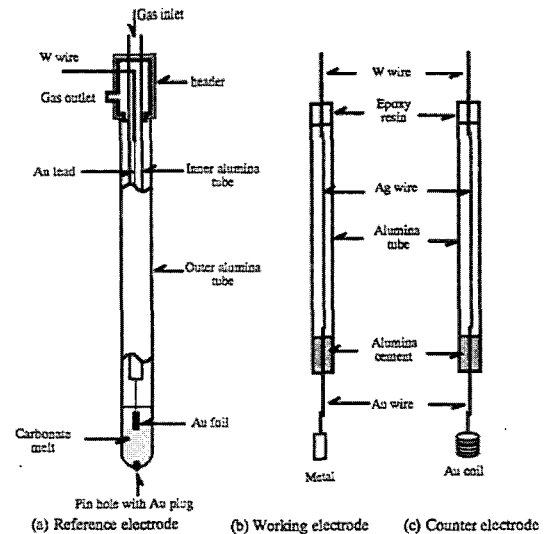 Gas inlet
W wire
header
Gas outlet
Au lead
Inner alumina
tube
Outer alumina
tube
Au foil
Carbonate
melt
Pin hole with Au plug
(a) Reference electrode
W wire
Epoxy
resin
Ag wire
Alumina
tube
Alumina
cement
Au wire
Metal
Au coil
(b) Working electrode
(c) Counter electrode